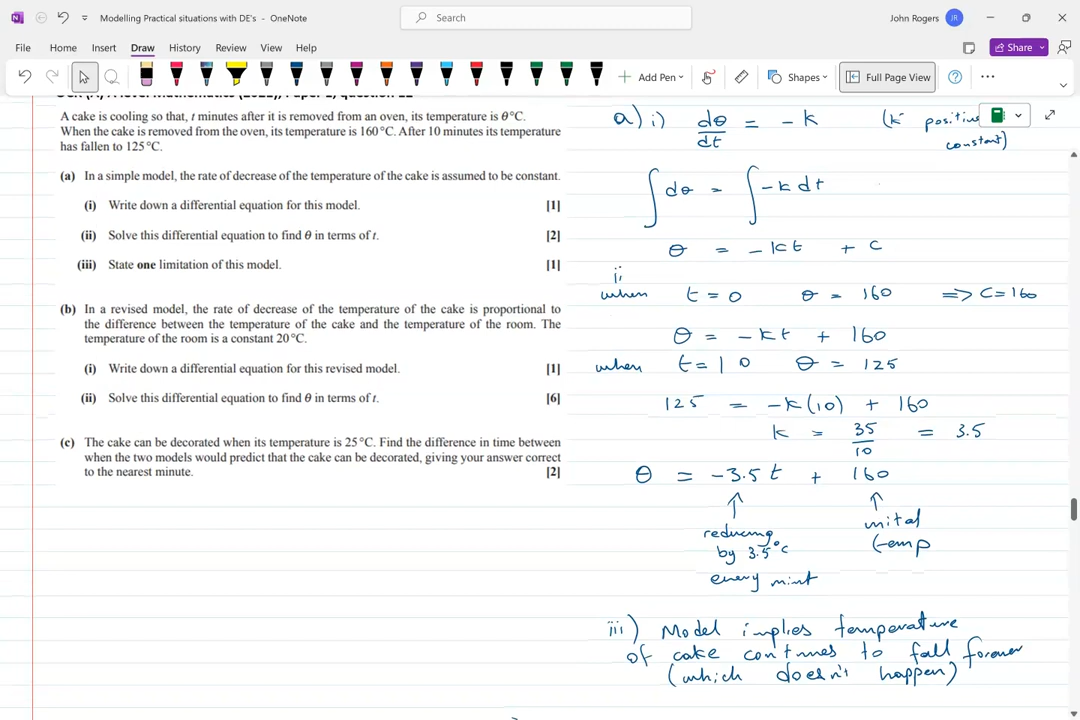 Modelling Practical situations with DE's - OneNote
Search
John Rogers
JR
File Home Insert Draw History Review View Help
Share
Add Pen
Shapes
Full Page View
A cake is cooling so that, t minutes after it is removed from an oven, its temperature is θ°C.
When the cake is removed from the oven, its temperature is 160°C. After 10 minutes its temperature
has fallen to 125°C.
(a) In a simple model, the rate of decrease of the temperature of the cake is assumed to be constant.
(i) Write down a differential equation for this model. [1]
(ii) Solve this differential equation to find θ in terms of t. [2]
(iii) State one limitation of this model. [1]
(b) In a revised model, the rate of decrease of the temperature of the cake is proportional to
the difference between the temperature of the cake and the temperature of the room. The
temperature of the room is a constant 20°C.
(i) Write down a differential equation for this revised model. [1]
(ii) Solve this differential equation to find θ in terms of t. [6]
(c) The cake can be decorated when its temperature is 25°C. Find the difference in time between
when the two models would predict that the cake can be decorated, giving your answer correct
to the nearest minute. [2]
a) i) dθ/dt = -k (k positive
constant)
∫dθ = ∫-k dt
θ = -kt + c
ii
when t = 0 θ = 160 => C = 160
θ = -kt + 160
when t = 10 θ = 125
125 = -k(10) + 160
k = 35/10 = 3.5
θ = -3.5t + 160
↑ ↑
reducing inital
by 3.5°c temp
every mint
iii) Model implies temperature
of cake contnues to fall forever
(which doesn't happen)